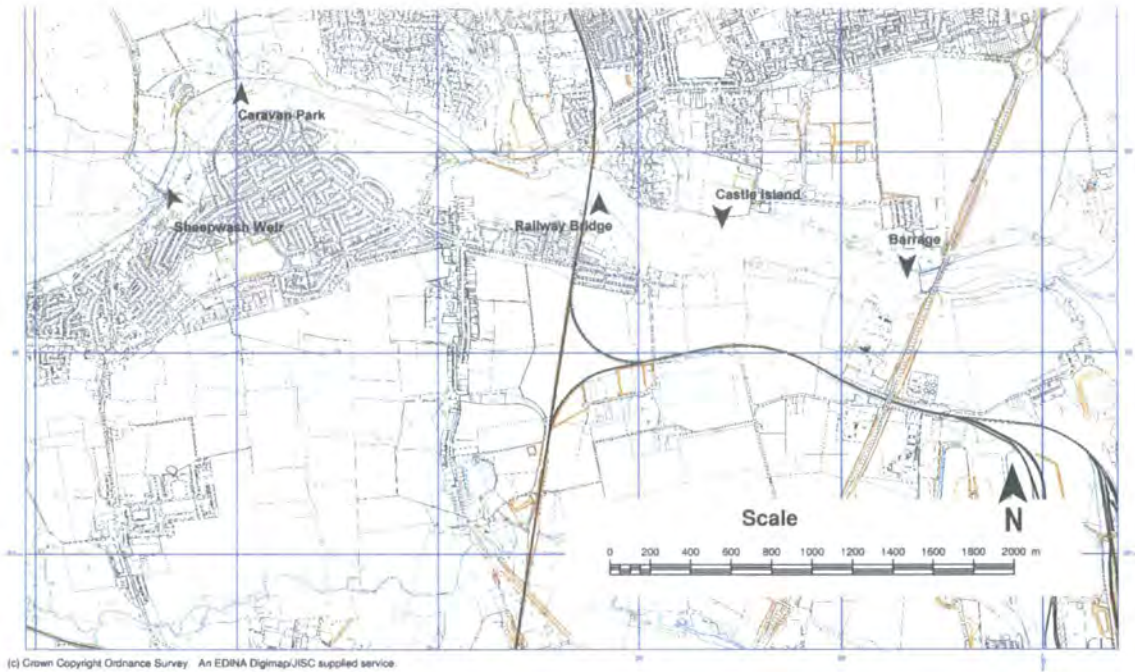 Caravan Park
Castle Island
Sheepwash Weir
Railway Bridge
Barrage
Scale
N
0 200 400 600 800 1000 1200 1400 1600 1800 2000 m
(c) Crown Copyright Ordnance Survey. An EDINA Digimap/JISC supplied service.